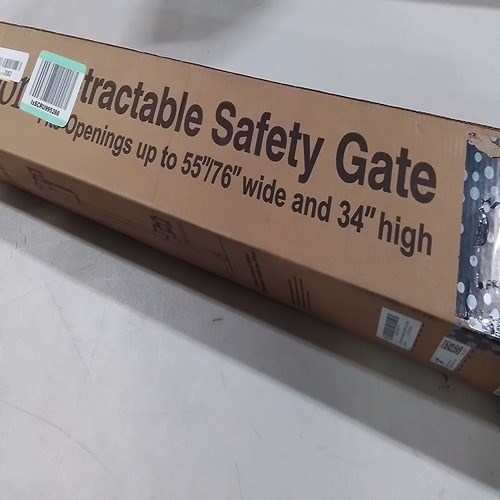 tractable Safety Gate
Openings up to 55"/76" wide and 34" high